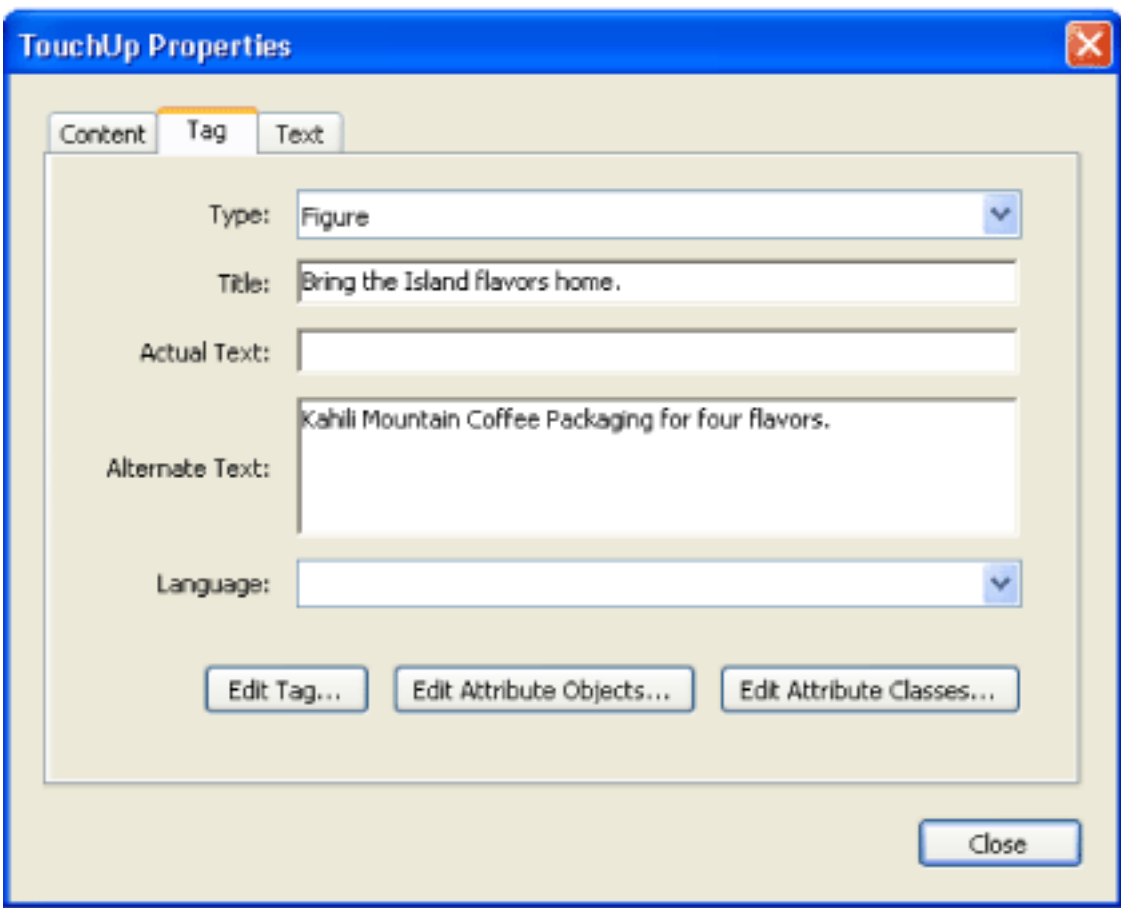 TouchUp Properties
Content Tag Text
Type: Figure
Title: Bring the Island flavors home.
Actual Text:
Alternate Text: Kahili Mountain Coffee Packaging for four flavors.
Language:
Edit Tag... Edit Attribute Objects... Edit Attribute Classes...
Close